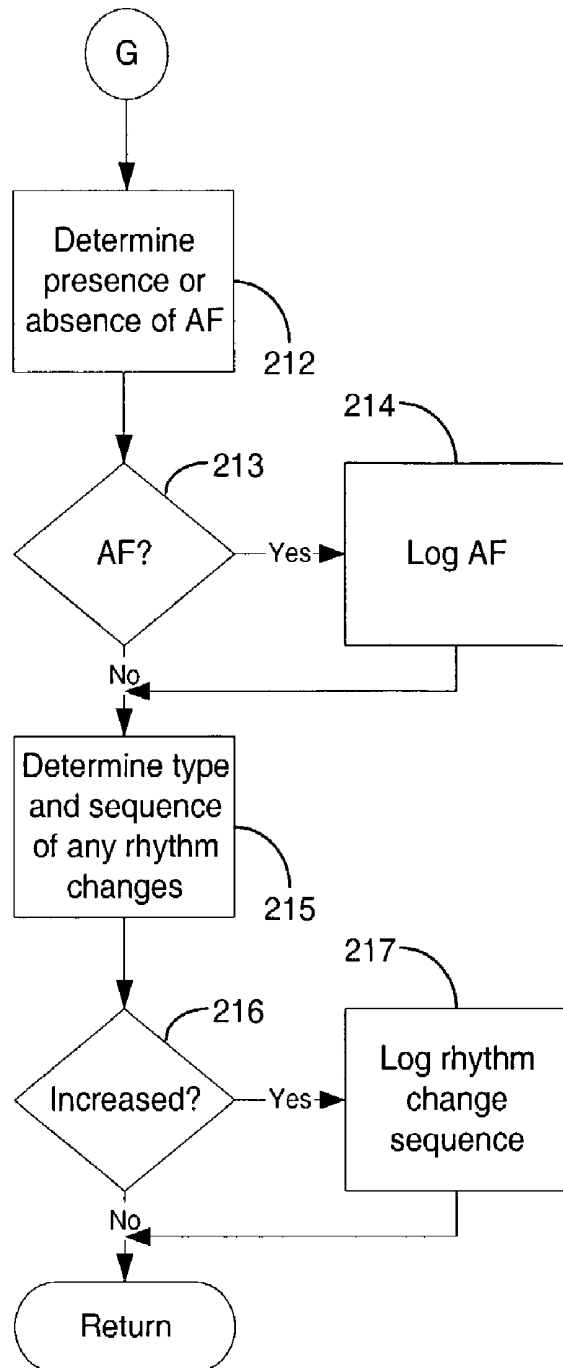 G
Determine
presence or
absence of AF
212
214
213
AF?
Yes
Log AF
No
Determine type
and sequence
of any rhythm
changes
215
217
216
Increased?
Yes
Log rhythm
change
sequence
No
Return